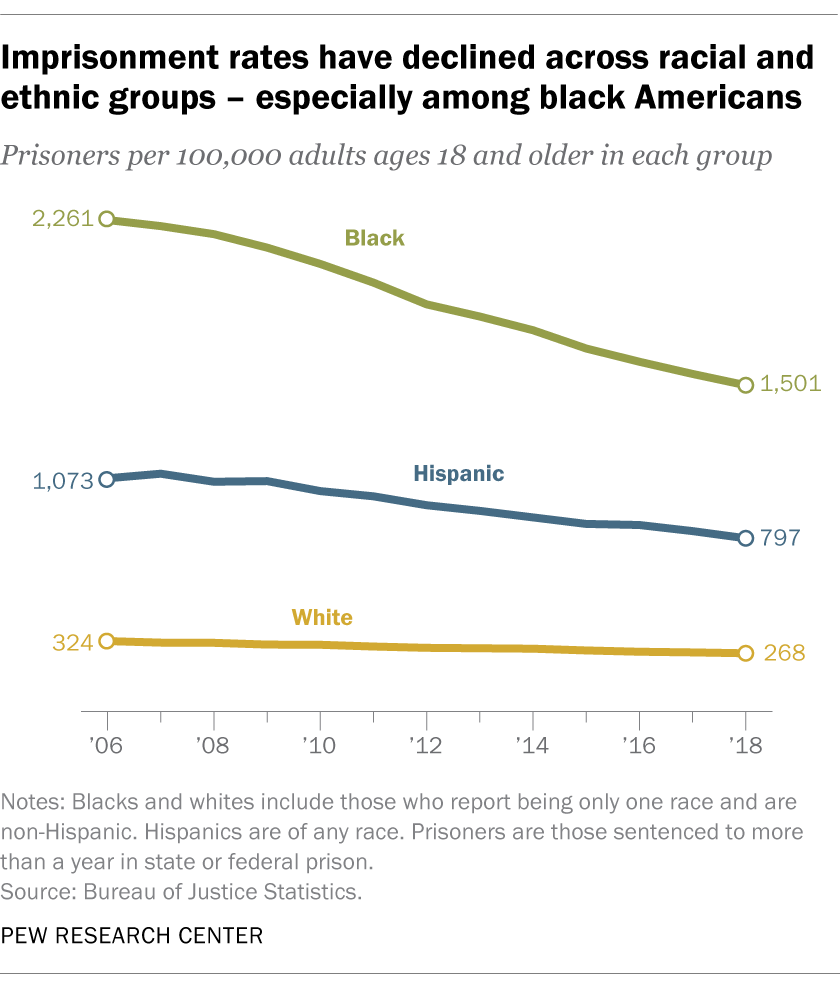 Imprisonment rates have declined across racial and
ethnic groups – especially among black Americans
Prisoners per 100,000 adults ages 18 and older in each group
2,261
Black
1,501
1,073
Hispanic
797
White
324
268
’06 ’08 ’10 ’12 ’14 ’16 ’18
Notes: Blacks and whites include those who report being only one race and are
non-Hispanic. Hispanics are of any race. Prisoners are those sentenced to more
than a year in state or federal prison.
Source: Bureau of Justice Statistics.
PEW RESEARCH CENTER